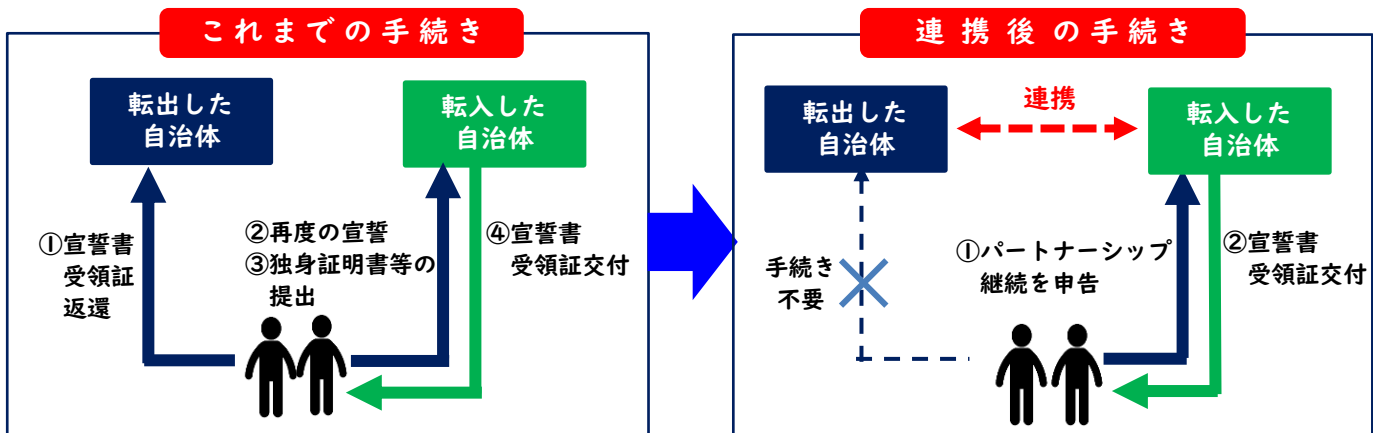 これまでの手続き
転出した
自治体
転入した
自治体
①宣誓書
受領証
返還
②再度の宣誓
③独身証明書等の
提出
④宣誓書
受領証交付
連携後の手続き
転出した
自治体
連携
転入した
自治体
手続き
不要
①パートナーシップ
継続を申告
②宣誓書
受領証交付